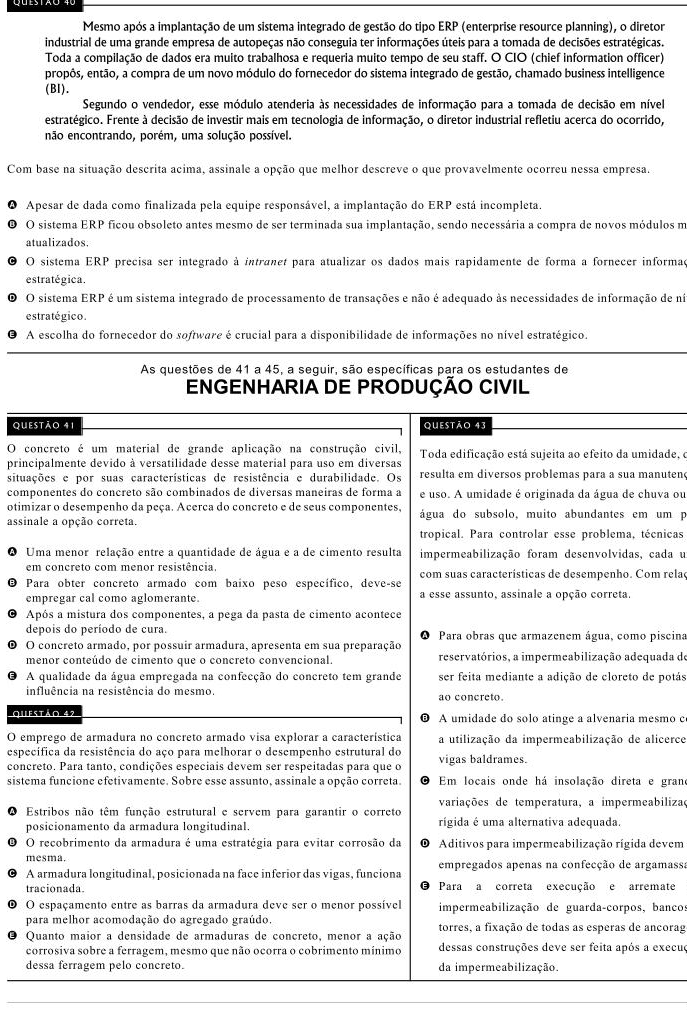 QUESTÃO 40
Mesmo após a implantação de um sistema integrado de gestão do tipo ERP (enterprise resource planning), o diretor
industrial de uma grande empresa de autopeças não conseguia ter informações úteis para a tomada de decisões estratégicas.
Toda a compilação de dados era muito trabalhosa e requeria muito tempo de seu staff. O CIO (chief information officer)
propôs, então, a compra de um novo módulo do fornecedor do sistema integrado de gestão, chamado business intelligence
(BI).
Segundo o vendedor, esse módulo atenderia às necessidades de informação para a tomada de decisão em nível
estratégico. Frente à decisão de investir mais em tecnologia de informação, o diretor industrial refletiu acerca do ocorrido,
não encontrando, porém, uma solução possível.
Com base na situação descrita acima, assinale a opção que melhor descreve o que provavelmente ocorreu nessa empresa.
A Apesar de dada como finalizada pela equipe responsável, a implantação do ERP está incompleta.
B O sistema ERP ficou obsoleto antes mesmo de ser terminada sua implantação, sendo necessária a compra de novos módulos m
atualizados.
C O sistema ERP precisa ser integrado à intranet para atualizar os dados mais rapidamente de forma a fornecer informaç
estratégica.
D O sistema ERP é um sistema integrado de processamento de transações e não é adequado às necessidades de informação de ní
estratégico.
E A escolha do fornecedor do software é crucial para a disponibilidade de informações no nível estratégico.
As questões de 41 a 45, a seguir, são específicas para os estudantes de
ENGENHARIA DE PRODUÇÃO CIVIL
QUESTÃO 41
O concreto é um material de grande aplicação na construção civil,
principalmente devido à versatilidade desse material para uso em diversas
situações e por suas características de resistência e durabilidade. Os
componentes do concreto são combinados de diversas maneiras de forma a
otimizar o desempenho da peça. Acerca do concreto e de seus componentes,
assinale a opção correta.
A Uma menor relação entre a quantidade de água e a de cimento resulta
em concreto com menor resistência.
B Para obter concreto armado com baixo peso específico, deve-se
empregar cal como aglomerante.
C Após a mistura dos componentes, a pega da pasta de cimento acontece
depois do período de cura.
D O concreto armado, por possuir armadura, apresenta em sua preparação
menor conteúdo de cimento que o concreto convencional.
E A qualidade da água empregada na confecção do concreto tem grande
influência na resistência do mesmo.
QUESTÃO 42
O emprego de armadura no concreto armado visa explorar a característica
específica da resistência do aço para melhorar o desempenho estrutural do
concreto. Para tanto, condições especiais devem ser respeitadas para que o
sistema funcione efetivamente. Sobre esse assunto, assinale a opção correta.
A Estribos não têm função estrutural e servem para garantir o correto
posicionamento da armadura longitudinal.
B O recobrimento da armadura é uma estratégia para evitar corrosão da
mesma.
C A armadura longitudinal, posicionada na face inferior das vigas, funciona
tracionada.
D O espaçamento entre as barras da armadura deve ser o menor possível
para melhor acomodação do agregado graúdo.
E Quanto maior a densidade de armaduras de concreto, menor a ação
corrosiva sobre a ferragem, mesmo que não ocorra o cobrimento mínimo
dessa ferragem pelo concreto.
QUESTÃO 43
Toda edificação está sujeita ao efeito da umidade, q
resulta em diversos problemas para a sua manutenç
e uso. A umidade é originada da água de chuva ou
água do subsolo, muito abundantes em um p
tropical. Para controlar esse problema, técnicas
impermeabilização foram desenvolvidas, cada u
com suas características de desempenho. Com relaç
a esse assunto, assinale a opção correta.
A Para obras que armazenem água, como piscina
reservatórios, a impermeabilização adequada de
ser feita mediante a adição de cloreto de potás
ao concreto.
B A umidade do solo atinge a alvenaria mesmo c
a utilização da impermeabilização de alicerce
vigas baldrames.
C Em locais onde há insolação direta e gran
variações de temperatura, a impermeabilizaç
rígida é uma alternativa adequada.
D Aditivos para impermeabilização rígida devem
empregados apenas na confecção de argamassa
E Para a correta execução e arremate
impermeabilização de guarda-corpos, bancos
torres, a fixação de todas as esperas de ancorag
dessas construções deve ser feita após a execuç
da impermeabilização.